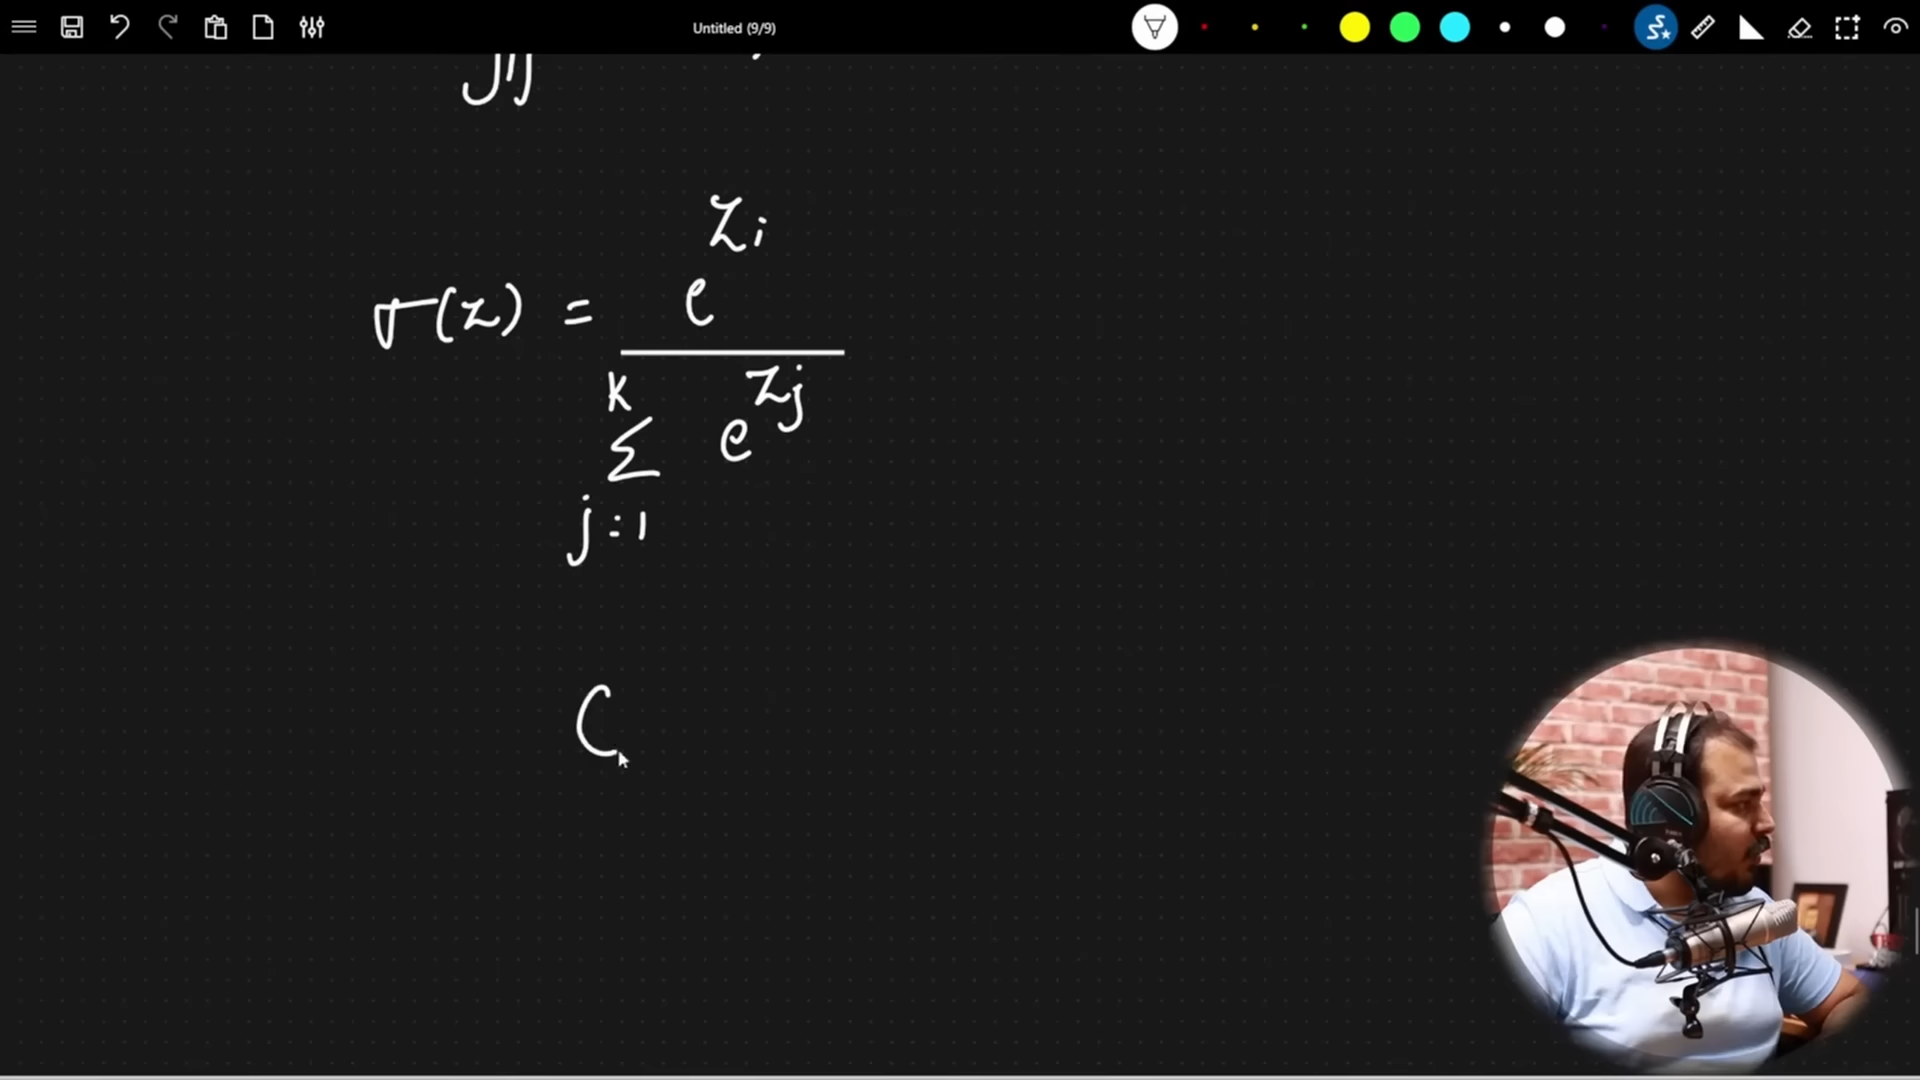 Untitled (9/9)
σ(z) = e^{Zi}
K
Σ e^{Zj}
j=1
C